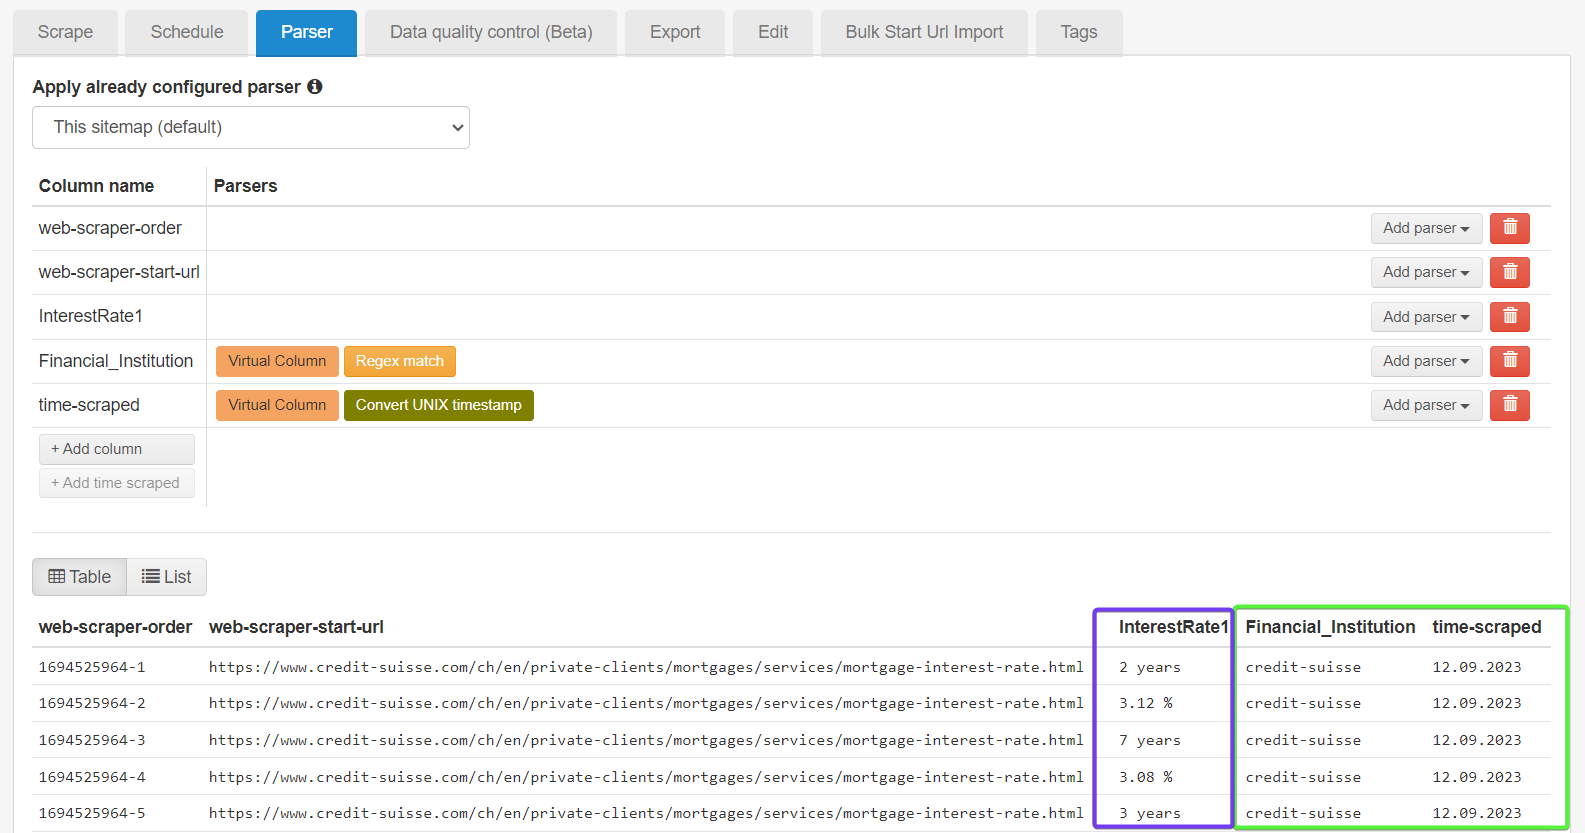 Scrape Schedule Parser Data quality control (Beta) Export Edit Bulk Start Url Import Tags
Apply already configured parser
This sitemap (default)
Column name Parsers
web-scraper-order Add parser
web-scraper-start-url Add parser
InterestRate1 Add parser
Financial_Institution Virtual Column Regex match Add parser
time-scraped Virtual Column Convert UNIX timestamp Add parser
+ Add column
+ Add time scraped
Table List
web-scraper-order web-scraper-start-url InterestRate1 Financial_Institution time-scraped
1694525964-1 https://www.credit-suisse.com/ch/en/private-clients/mortgages/services/mortgage-interest-rate.html 2 years credit-suisse 12.09.2023
1694525964-2 https://www.credit-suisse.com/ch/en/private-clients/mortgages/services/mortgage-interest-rate.html 3.12 % credit-suisse 12.09.2023
1694525964-3 https://www.credit-suisse.com/ch/en/private-clients/mortgages/services/mortgage-interest-rate.html 7 years credit-suisse 12.09.2023
1694525964-4 https://www.credit-suisse.com/ch/en/private-clients/mortgages/services/mortgage-interest-rate.html 3.08 % credit-suisse 12.09.2023
1694525964-5 https://www.credit-suisse.com/ch/en/private-clients/mortgages/services/mortgage-interest-rate.html 3 years credit-suisse 12.09.2023